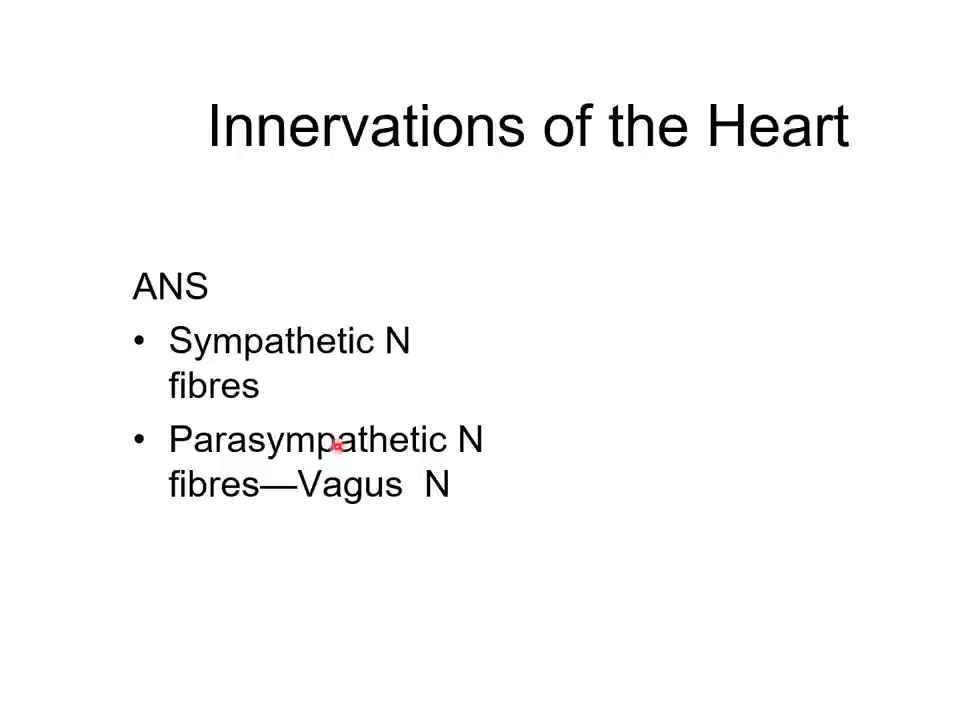 Innervations of the Heart
ANS
• Sympathetic N
fibres
• Parasympathetic N
fibres—Vagus  N